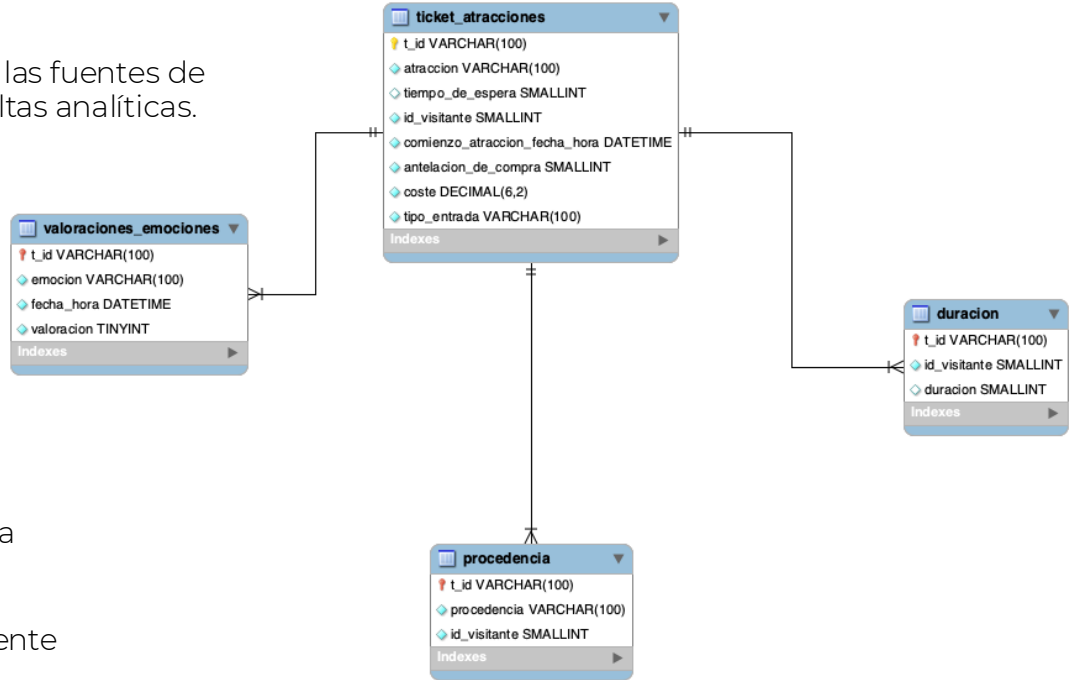 las fuentes de
ltas analíticas.
a
ente
ticket_atracciones
t_id VARCHAR(100)
atraccion VARCHAR(100)
tiempo_de_espera SMALLINT
id_visitante SMALLINT
comienzo_atraccion_fecha_hora DATETIME
antelacion_de_compra SMALLINT
coste DECIMAL(6,2)
tipo_entrada VARCHAR(100)
Indexes
valoraciones_emociones
t_id VARCHAR(100)
emocion VARCHAR(100)
fecha_hora DATETIME
valoracion TINYINT
Indexes
duracion
t_id VARCHAR(100)
id_visitante SMALLINT
duracion SMALLINT
Indexes
procedencia
t_id VARCHAR(100)
procedencia VARCHAR(100)
id_visitante SMALLINT
Indexes